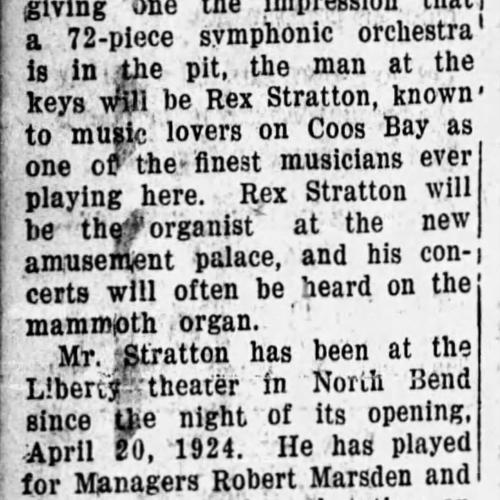 giving one the impression that
a 72-piece symphonic orchestra
is in the pit, the man at the
keys will be Rex Stratton, known
to music lovers on Coos Bay as
one of the finest musicians ever
playing here. Rex Stratton will
be the organist at the new
amusement palace, and his con-
certs will often be heard on the
mammoth organ.
Mr. Stratton has been at the
Liberty theater in North Bend
since the night of its opening,
April 20, 1924. He has played
for Managers Robert Marsden and